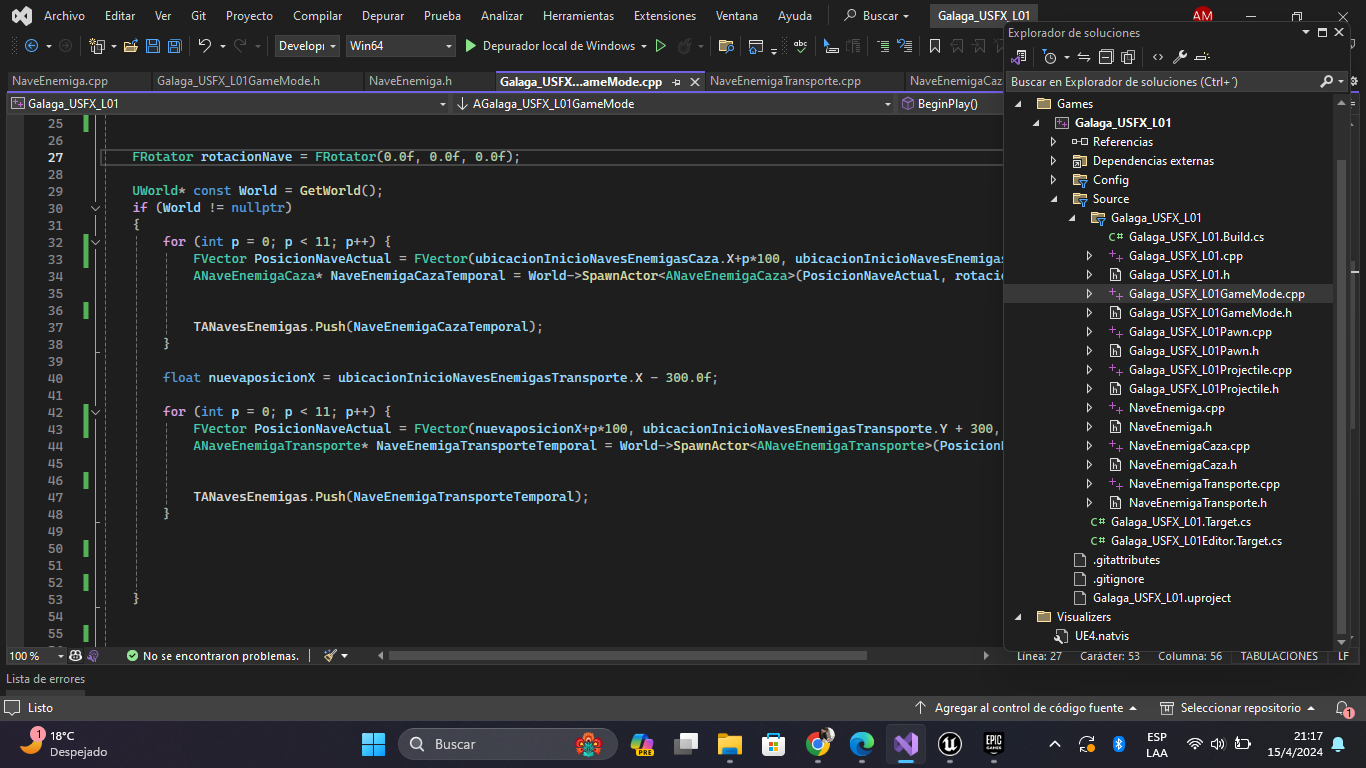 Archivo Editar Ver Git Proyecto Compilar Depurar Prueba Analizar Herramientas Extensiones Ventana Ayuda Buscar Galaga_USFX_L01 AM
Develop Win64 Depurador local de Windows
NaveEnemiga.cpp Galaga_USFX_L01GameMode.h NaveEnemiga.h Galaga_USFX...ameMode.cpp NaveEnemigaTransporte.cpp NaveEnemigaCaz
Galaga_USFX_L01 AGalaga_USFX_L01GameMode BeginPlay()
25
26
27 FRotator rotacionNave = FRotator(0.0f, 0.0f, 0.0f);
28
29 UWorld* const World = GetWorld();
30 if (World != nullptr)
31 {
32 for (int p = 0; p < 11; p++) {
33 FVector PosicionNaveActual = FVector(ubicacionInicioNavesEnemigasCaza.X+p*100, ubicacionInicioNavesEnemigas
34 ANaveEnemigaCaza* NaveEnemigaCazaTemporal = World->SpawnActor<ANaveEnemigaCaza>(PosicionNaveActual, rotacio
35
36
37 TANavesEnemigas.Push(NaveEnemigaCazaTemporal);
38 }
39
40 float nuevaposicionX = ubicacionInicioNavesEnemigasTransporte.X - 300.0f;
41
42 for (int p = 0; p < 11; p++) {
43 FVector PosicionNaveActual = FVector(nuevaposicionX+p*100, ubicacionInicioNavesEnemigasTransporte.Y + 300,
44 ANaveEnemigaTransporte* NaveEnemigaTransporteTemporal = World->SpawnActor<ANaveEnemigaTransporte>(Posicion
45
46
47 TANavesEnemigas.Push(NaveEnemigaTransporteTemporal);
48 }
49
50
51
52
53 }
54
55
100 % No se encontraron problemas. Línea: 27 Carácter: 53 Columna: 56 TABULACIONES LF
Lista de errores
Explorador de soluciones
Buscar en Explorador de soluciones (Ctrl+´)
Games
Galaga_USFX_L01
Referencias
Dependencias externas
Config
Source
Galaga_USFX_L01
C# Galaga_USFX_L01.Build.cs
Galaga_USFX_L01.cpp
Galaga_USFX_L01.h
Galaga_USFX_L01GameMode.cpp
Galaga_USFX_L01GameMode.h
Galaga_USFX_L01Pawn.cpp
Galaga_USFX_L01Pawn.h
Galaga_USFX_L01Projectile.cpp
Galaga_USFX_L01Projectile.h
NaveEnemiga.cpp
NaveEnemiga.h
NaveEnemigaCaza.cpp
NaveEnemigaCaza.h
NaveEnemigaTransporte.cpp
NaveEnemigaTransporte.h
C# Galaga_USFX_L01.Target.cs
C# Galaga_USFX_L01Editor.Target.cs
.gitattributes
.gitignore
Galaga_USFX_L01.uproject
Visualizers
UE4.natvis
Listo Agregar al control de código fuente Seleccionar repositorio 1
1 18°C
Despejado
Buscar
PRE
EPIC GAMES
ESP
LAA
21:17
15/4/2024